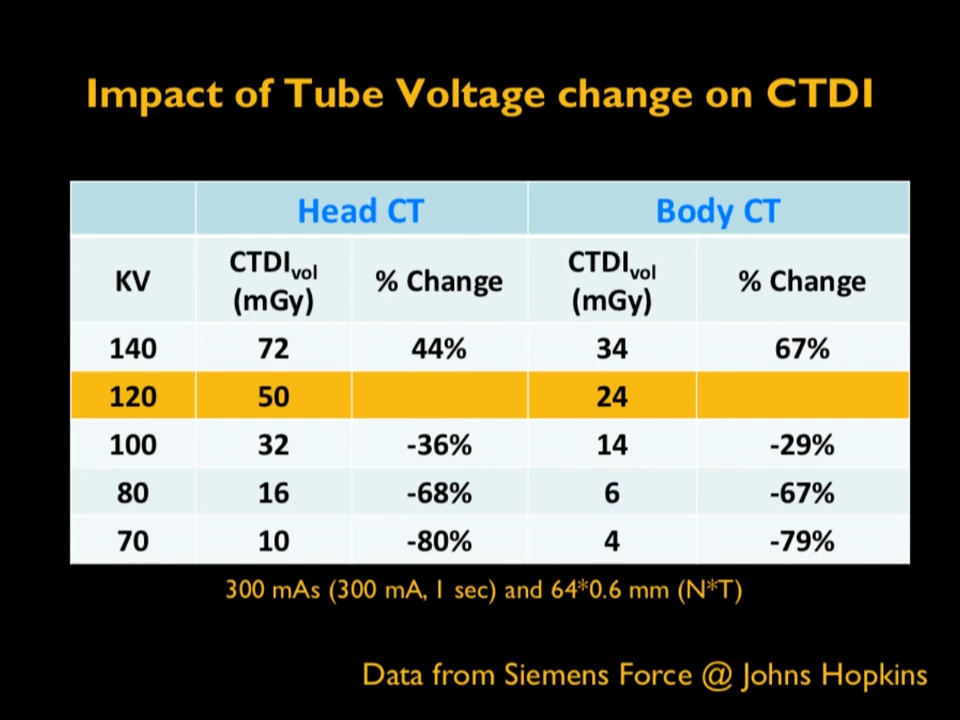 Impact of Tube Voltage change on CTDI
Head CT Body CT
KV CTDIvol (mGy) % Change CTDIvol (mGy) % Change
140 72 44% 34 67%
120 50 24
100 32 -36% 14 -29%
80 16 -68% 6 -67%
70 10 -80% 4 -79%
300 mAs (300 mA, 1 sec) and 64*0.6 mm (N*T)
Data from Siemens Force @ Johns Hopkins